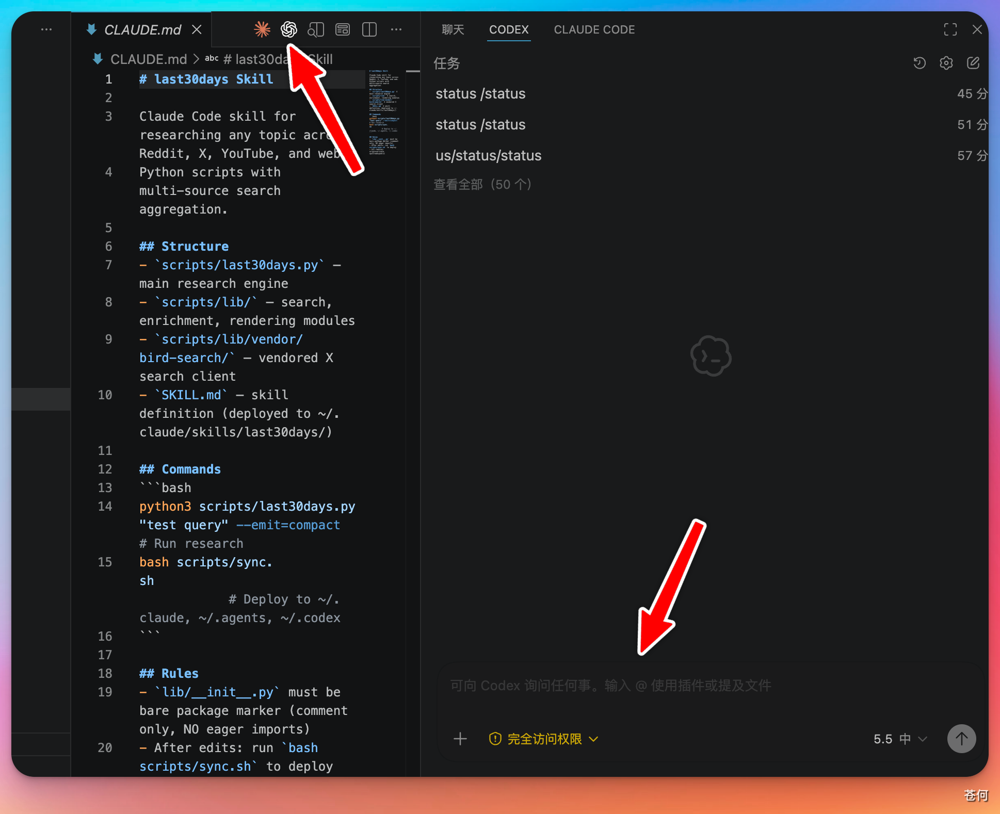 CLAUDE.md
CLAUDE.md > abc # last30da Skill
1 # last30days Skill
2
3 Claude Code skill for
researching any topic acro
Reddit, X, YouTube, and web
4 Python scripts with
multi-source search
aggregation.
5
6 ## Structure
7 - `scripts/last30days.py` —
main research engine
8 - `scripts/lib/` — search,
enrichment, rendering modules
9 - `scripts/lib/vendor/
bird-search/` — vendored X
search client
10 - `SKILL.md` — skill
definition (deployed to ~/.
claude/skills/last30days/)
11
12 ## Commands
13 ```bash
14 python3 scripts/last30days.py
"test query" --emit=compact
# Run research
15 bash scripts/sync.
sh
# Deploy to ~/.
claude, ~/.agents, ~/.codex
16 ```
17
18 ## Rules
19 - `lib/__init__.py` must be
bare package marker (comment
only, NO eager imports)
20 - After edits: run `bash
scripts/sync.sh` to deploy
聊天 CODEX CLAUDE CODE
任务
status /status 45 分
status /status 51 分
us/status/status 57 分
查看全部（50 个）
可向 Codex 询问任何事。输入 @ 使用插件或提及文件
完全访问权限 5.5 中
苍何